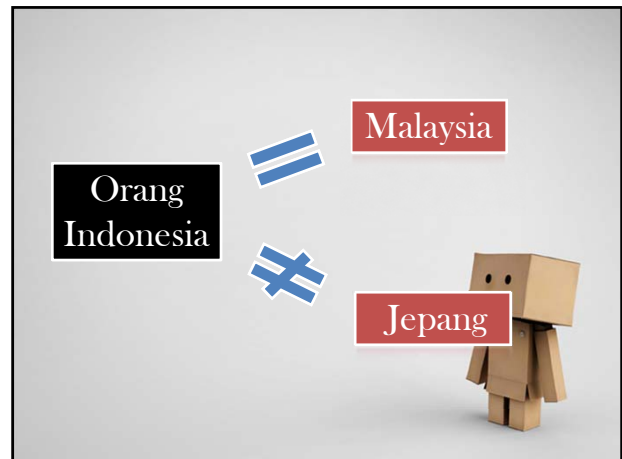 Orang
Indonesia
=
Malaysia
≠
Jepang